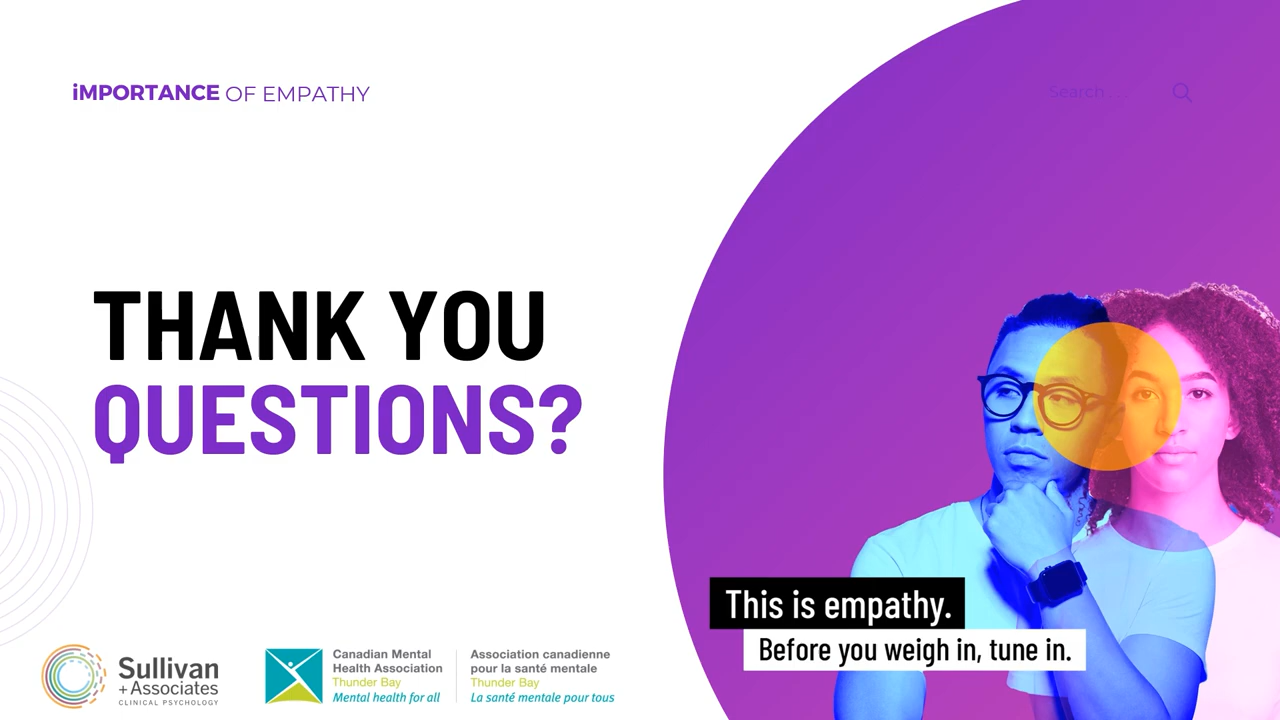 iMPORTANCE OF EMPATHY
Search . . .
THANK YOU
QUESTIONS?
This is empathy.
Before you weigh in, tune in.
Sullivan
+ Associates
CLINICAL PSYCHOLOGY
Canadian Mental
Health Association
Thunder Bay
Mental health for all
Association canadienne
pour la santé mentale
Thunder Bay
La santé mentale pour tous